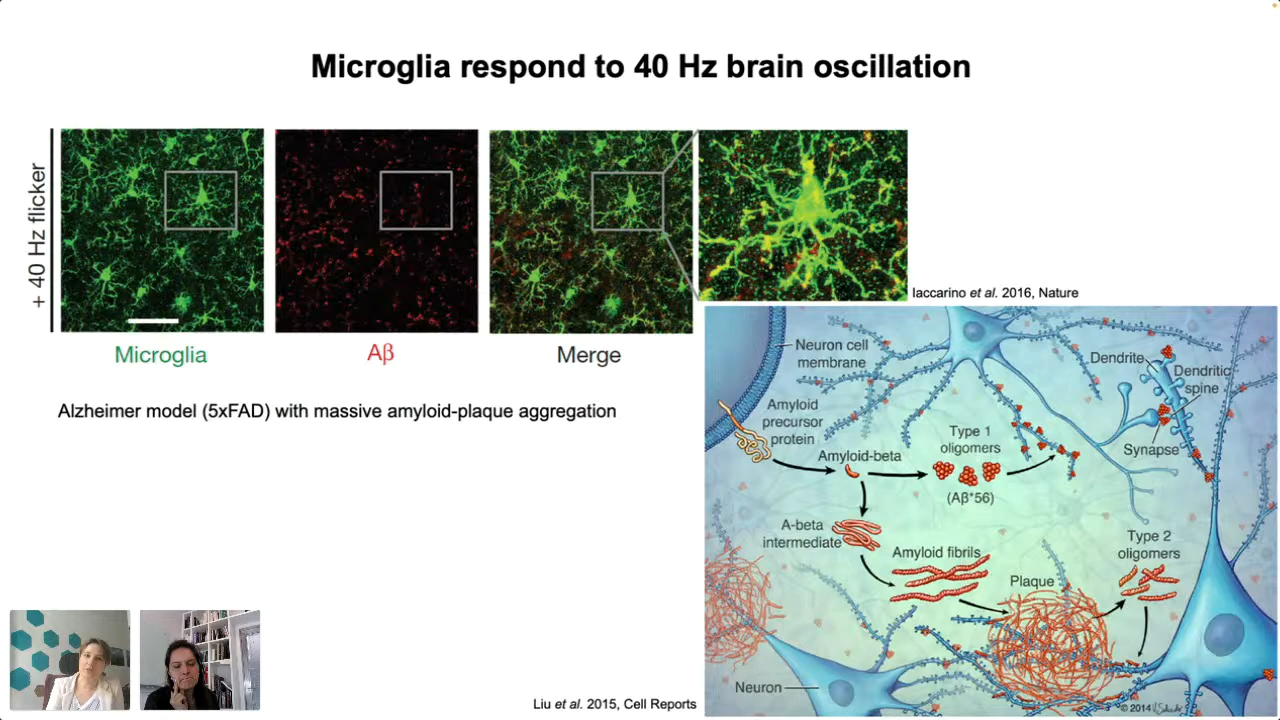 Microglia respond to 40 Hz brain oscillation
+ 40 Hz flicker
Microglia
Aβ
Merge
Iaccarino et al. 2016, Nature
Alzheimer model (5xFAD) with massive amyloid-plaque aggregation
Neuron cell
membrane
Dendrite
Dendritic
spine
Amyloid
precursor
protein
Type 1
oligomers
Synapse
Amyloid-beta
(Aβ*56)
A-beta
intermediate
Amyloid fibrils
Type 2
oligomers
Plaque
Neuron
Liu et al. 2015, Cell Reports
© 2014